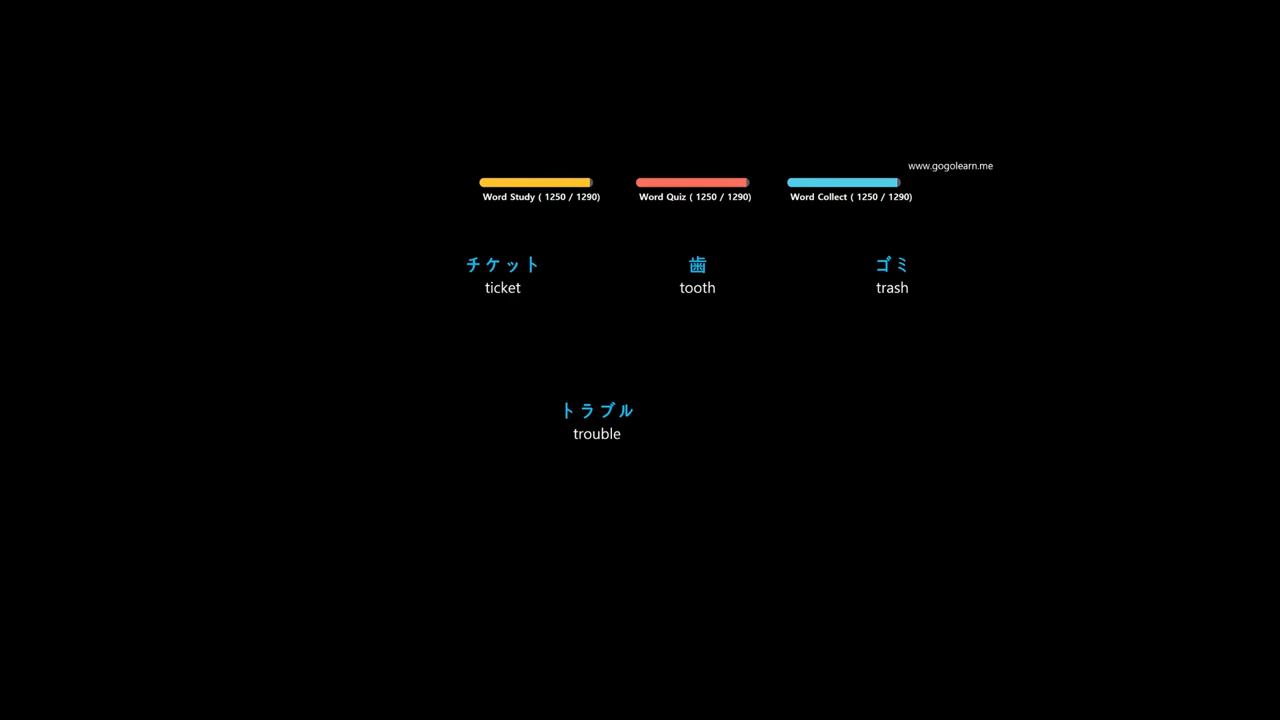 www.gogolearn.me
Word Study ( 1250 / 1290)
Word Quiz ( 1250 / 1290)
Word Collect ( 1250 / 1290)
チケット
ticket
歯
tooth
ゴミ
trash
トラブル
trouble